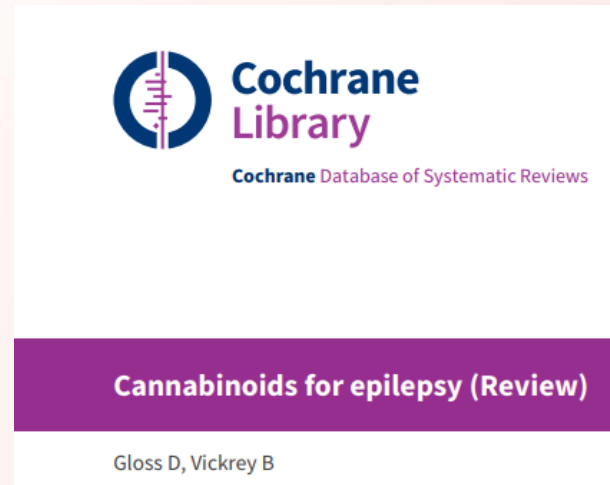 Cochrane
Library
Cochrane Database of Systematic Reviews
Cannabinoids for epilepsy (Review)
Gloss D, Vickrey B